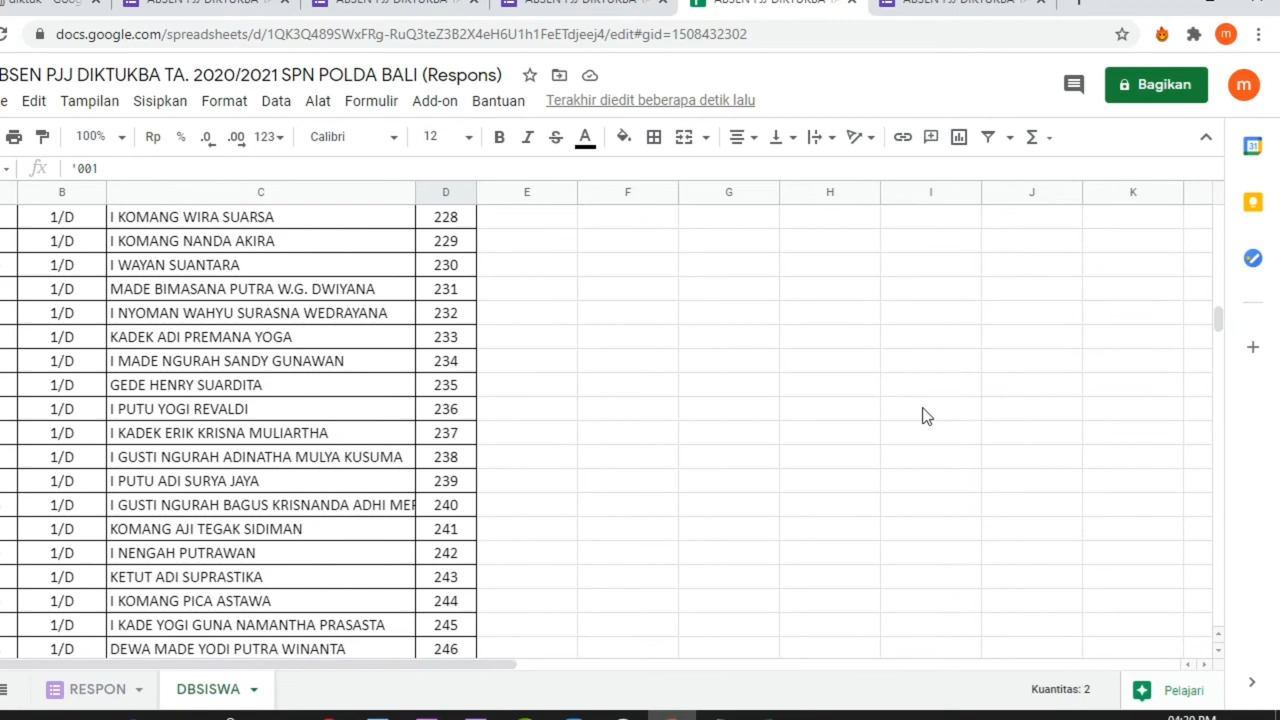 docs.google.com/spreadsheets/d/1QK3Q489SWxFRg-RuQ3teZ3B2X4eH6U1h1FeETdjeej4/edit#gid=1508432302
m
BSEN PJJ DIKTUKBA TA. 2020/2021 SPN POLDA BALI (Respons)
Bagikan
m
Edit Tampilan Sisipkan Format Data Alat Formulir Add-on Bantuan Terakhir diedit beberapa detik lalu
100% Rp % .0 .00 123 Calibri 12 B I S A
fx '001
B C D E F G H I J K
1/D I KOMANG WIRA SUARSA 228
1/D I KOMANG NANDA AKIRA 229
1/D I WAYAN SUANTARA 230
1/D MADE BIMASANA PUTRA W.G. DWIYANA 231
1/D I NYOMAN WAHYU SURASNA WEDRAYANA 232
1/D KADEK ADI PREMANA YOGA 233
1/D I MADE NGURAH SANDY GUNAWAN 234
1/D GEDE HENRY SUARDITA 235
1/D I PUTU YOGI REVALDI 236
1/D I KADEK ERIK KRISNA MULIARTHA 237
1/D I GUSTI NGURAH ADINATHA MULYA KUSUMA 238
1/D I PUTU ADI SURYA JAYA 239
1/D I GUSTI NGURAH BAGUS KRISNANDA ADHI MER 240
1/D KOMANG AJI TEGAK SIDIMAN 241
1/D I NENGAH PUTRAWAN 242
1/D KETUT ADI SUPRASTIKA 243
1/D I KOMANG PICA ASTAWA 244
1/D I KADE YOGI GUNA NAMANTHA PRASASTA 245
1/D DEWA MADE YODI PUTRA WINANTA 246
RESPON DBSISWA Kuantitas: 2 Pelajari